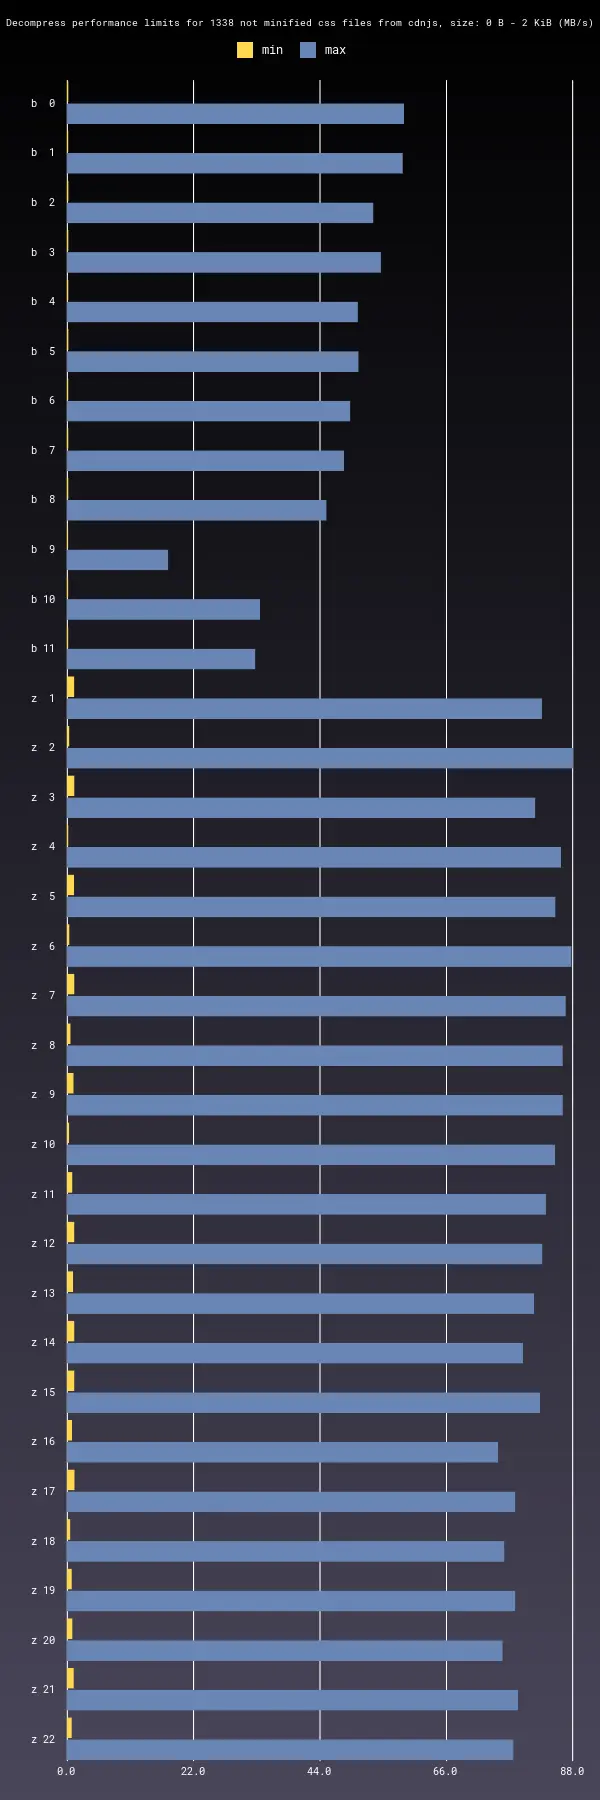 Decompress performance limits for 1338 not minified css files from cdnjs, size: 0 B - 2 KiB (MB/s)
min max
b 0
b 1
b 2
b 3
b 4
b 5
b 6
b 7
b 8
b 9
b 10
b 11
z 1
z 2
z 3
z 4
z 5
z 6
z 7
z 8
z 9
z 10
z 11
z 12
z 13
z 14
z 15
z 16
z 17
z 18
z 19
z 20
z 21
z 22
0.0 22.0 44.0 66.0 88.0